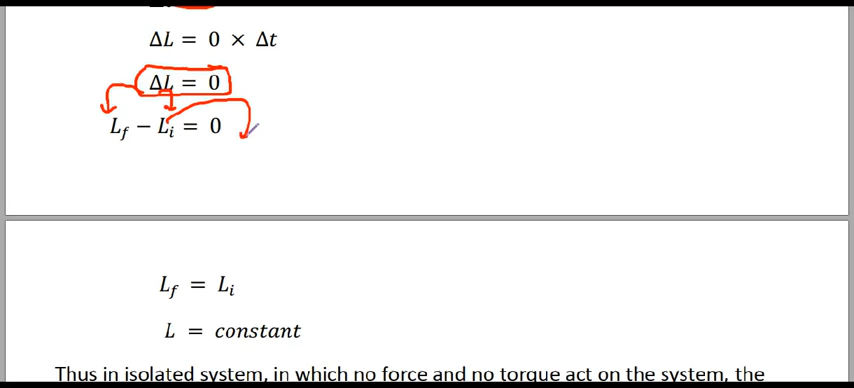 ΔL = 0 × Δt
ΔL = 0
L_f − L_i = 0
L_f = L_i
L = constant
Thus in isolated system, in which no force and no torque act on the system, the